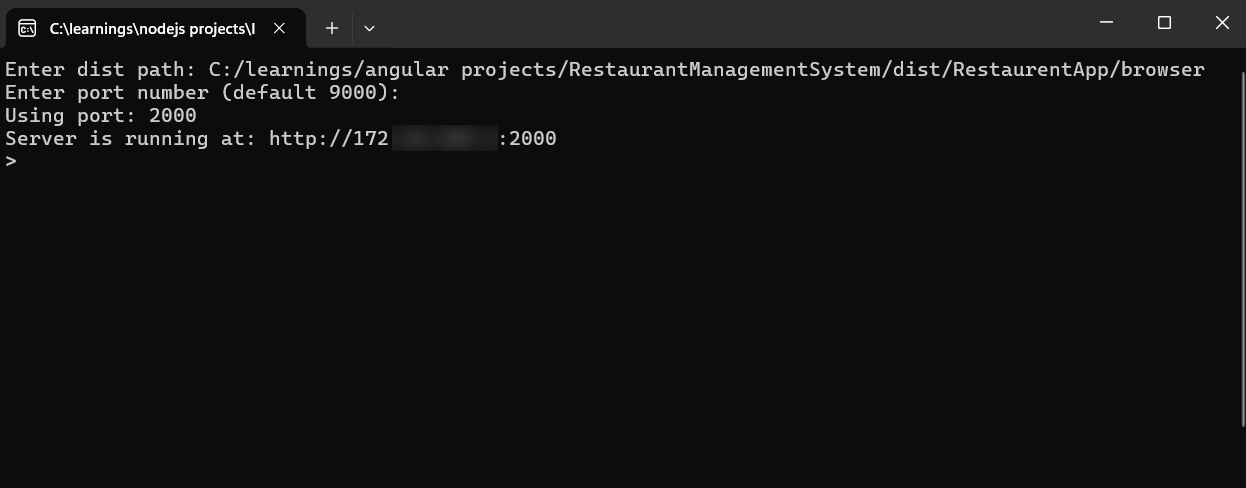 C:\learnings\nodejs projects\I
Enter dist path: C:/learnings/angular projects/RestaurantManagementSystem/dist/RestaurentApp/browser
Enter port number (default 9000):
Using port: 2000
Server is running at: http://172 :2000
>